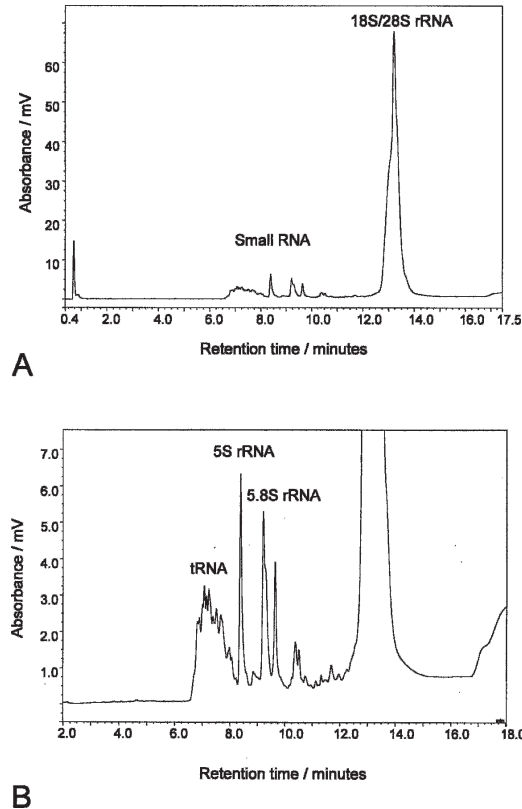 18S/28S rRNA
60
50
40
30
20
10
Absorbance / mV
Small RNA
0.4 2.0 4.0 6.0 8.0 10.0 12.0 13.0 14.0 16.0 17.5
Retention time / minutes
A
7.0
6.0
5.0
4.0
3.0
2.0
1.0
Absorbance / mV
5S rRNA
5.8S rRNA
tRNA
2.0 4.0 6.0 8.0 10.0 12.0 14.0 16.0 18.0
Retention time / minutes
B